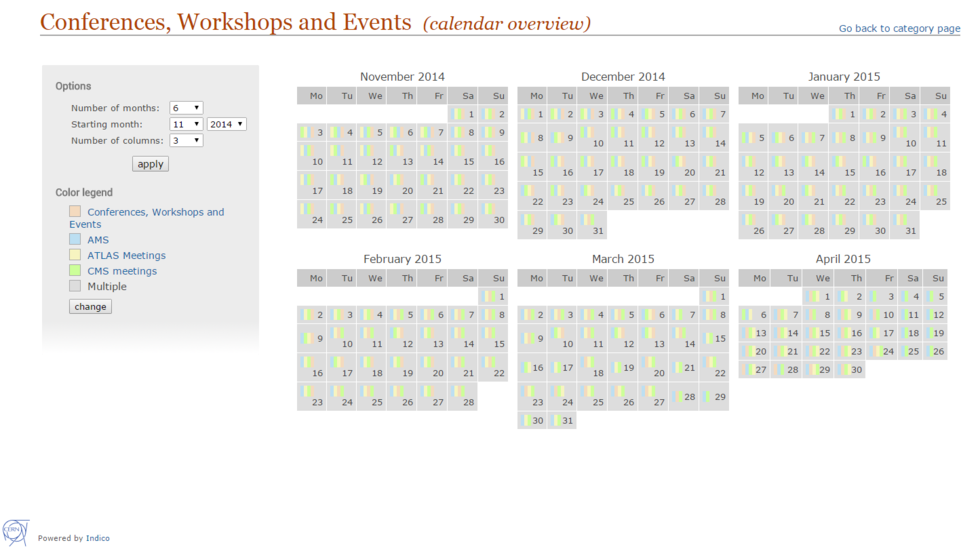 Conferences, Workshops and Events (calendar overview)
Go back to category page
Options
Number of months: 6
Starting month: 11 2014
Number of columns: 3
apply
Color legend
Conferences, Workshops and
Events
AMS
ATLAS Meetings
CMS meetings
Multiple
change
November 2014
Mo Tu We Th Fr Sa Su
1 2
3 4 5 6 7 8 9
10 11 12 13 14 15 16
17 18 19 20 21 22 23
24 25 26 27 28 29 30
December 2014
Mo Tu We Th Fr Sa Su
1 2 3 4 5 6 7
8 9 10 11 12 13 14
15 16 17 18 19 20 21
22 23 24 25 26 27 28
29 30 31
January 2015
Mo Tu We Th Fr Sa Su
1 2 3 4
5 6 7 8 9 10 11
12 13 14 15 16 17 18
19 20 21 22 23 24 25
26 27 28 29 30 31
February 2015
Mo Tu We Th Fr Sa Su
1
2 3 4 5 6 7 8
9 10 11 12 13 14 15
16 17 18 19 20 21 22
23 24 25 26 27 28
March 2015
Mo Tu We Th Fr Sa Su
1
2 3 4 5 6 7 8
9 10 11 12 13 14 15
16 17 18 19 20 21 22
23 24 25 26 27 28 29
30 31
April 2015
Mo Tu We Th Fr Sa Su
1 2 3 4 5
6 7 8 9 10 11 12
13 14 15 16 17 18 19
20 21 22 23 24 25 26
27 28 29 30
CERN
Powered by Indico